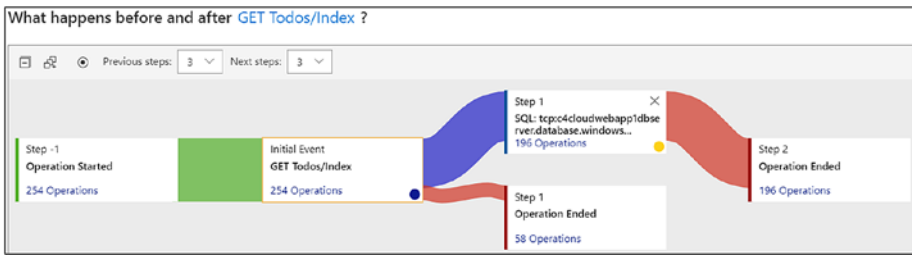 What happens before and after GET Todos/Index ?
Previous steps: 3 Next steps: 3
Step -1
Operation Started
254 Operations
Initial Event
GET Todos/Index
254 Operations
Step 1
SQL: tcp:c4cloudwebapp1dbse
rver.database.windows...
196 Operations
Step 1
Operation Ended
58 Operations
Step 2
Operation Ended
196 Operations